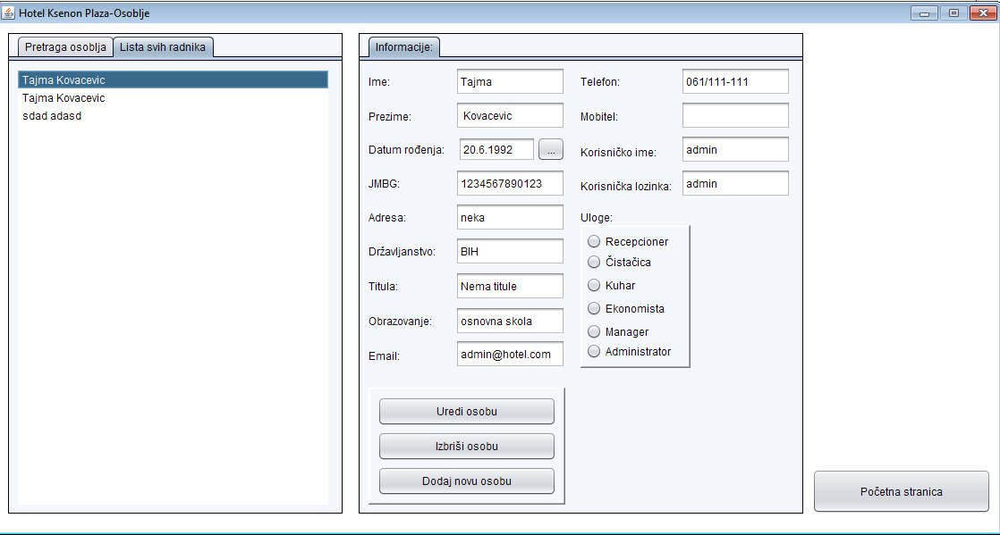 Hotel Ksenon Plaza-Osoblje
Pretraga osoblja
Lista svih radnika
Tajma Kovacevic
Tajma Kovacevic
sdad adasd
Informacije:
Ime: Tajma
Prezime: Kovacevic
Datum rođenja: 20.6.1992 ...
JMBG: 1234567890123
Adresa: neka
Državljanstvo: BIH
Titula: Nema titule
Obrazovanje: osnovna skola
Email: admin@hotel.com
Telefon: 061/111-111
Mobitel:
Korisničko ime: admin
Korisnička lozinka: admin
Uloge:
Recepcioner
Čistačica
Kuhar
Ekonomista
Manager
Administrator
Uredi osobu
Izbriši osobu
Dodaj novu osobu
Početna stranica